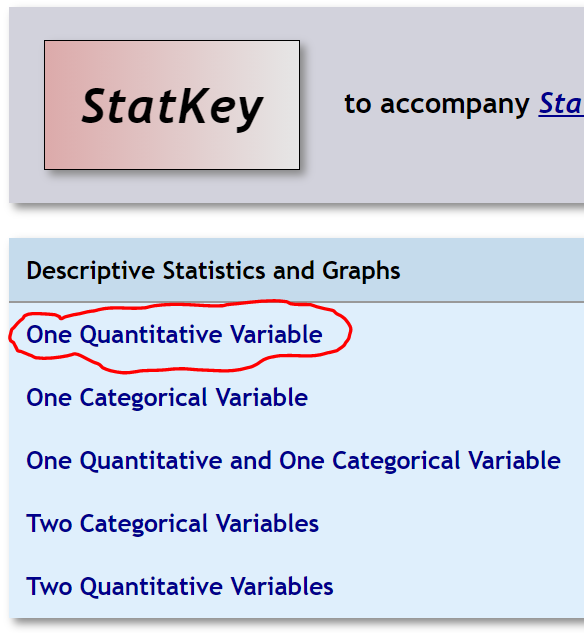 StatKey
to accompany Sta
Descriptive Statistics and Graphs
One Quantitative Variable
One Categorical Variable
One Quantitative and One Categorical Variable
Two Categorical Variables
Two Quantitative Variables